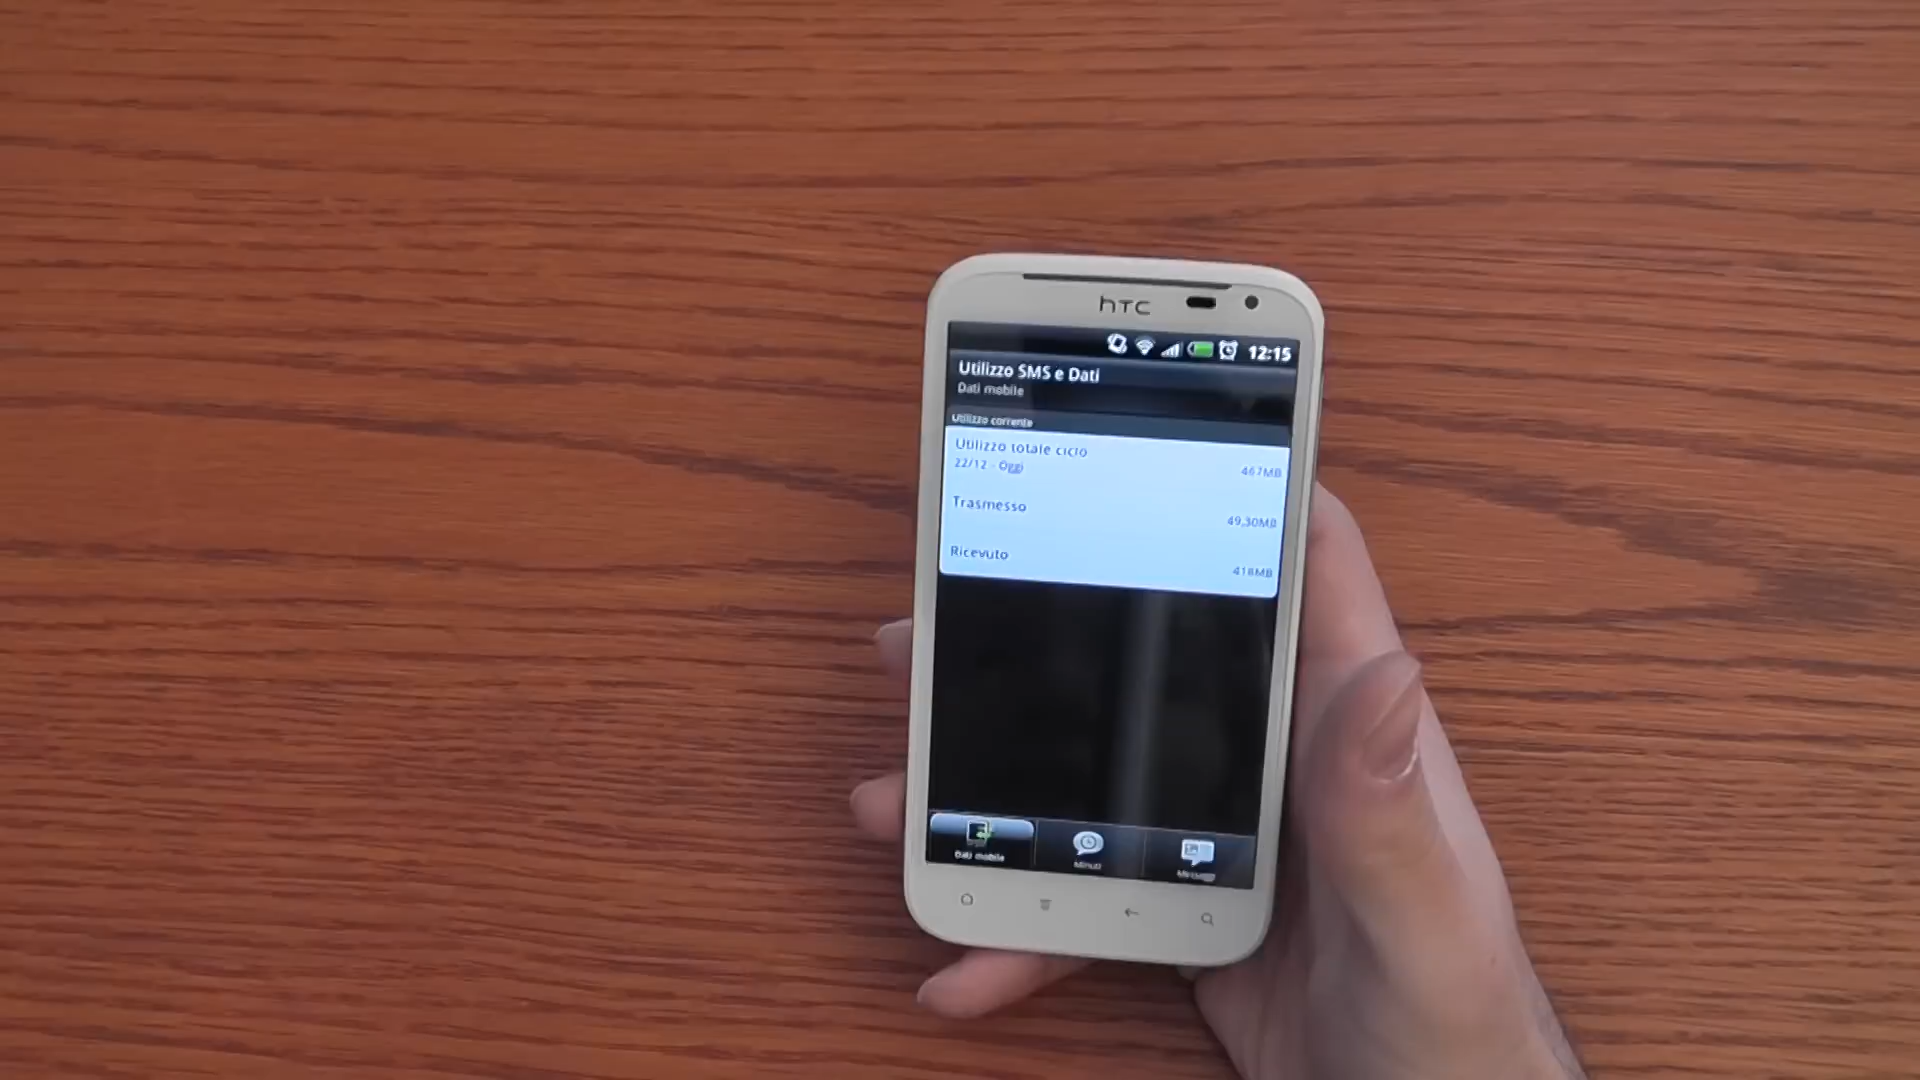 hTC
12:15
Utilizzo SMS e Dati
Dati mobile
Utilizzo corrente
Utilizzo totale ciclo
22/12 - Oggi
467MB
Trasmesso
49,30MB
Ricevuto
418MB
Dati mobile
Minuti
Messaggi